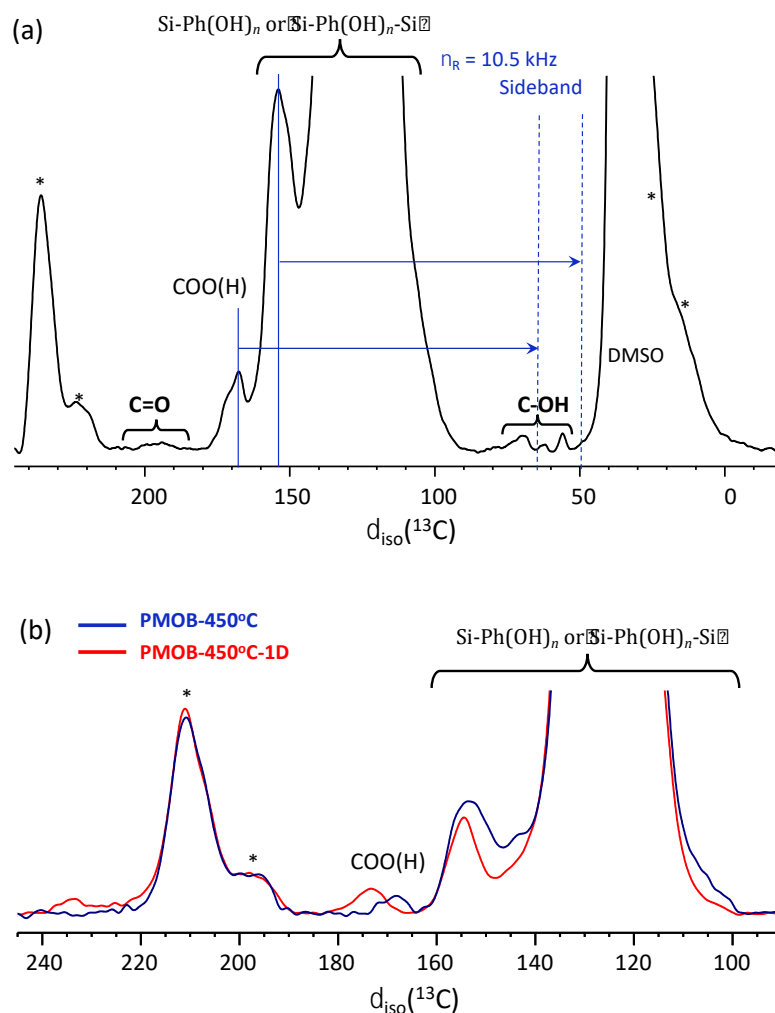 (a)
Si-Ph(OH)n or⍰Si-Ph(OH)n-Si⍰
nR = 10.5 kHz
Sideband
*
*
COO(H)
*
*
C=O
C-OH
DMSO
200
150
100
50
0
diso(13C)
(b)
PMOB-450ºC
PMOB-450ºC-1D
Si-Ph(OH)n or⍰Si-Ph(OH)n-Si⍰
*
*
COO(H)
240
220
200
180
160
140
120
100
diso(13C)